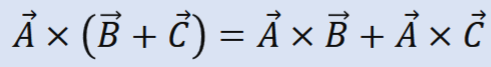 A⃗ × (B⃗ + C⃗) = A⃗ × B⃗ + A⃗ × C⃗